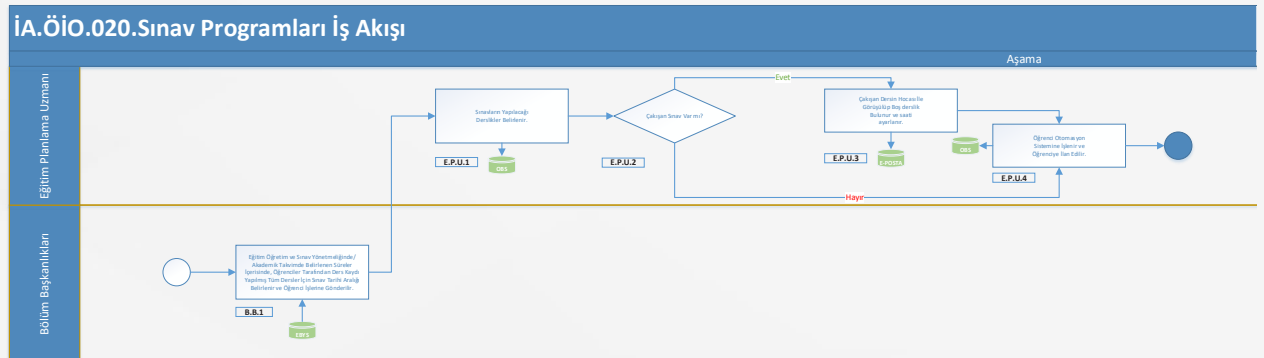 İA.ÖİO.020.Sınav Programları İş Akışı
Aşama
Eğitim Planlama Uzmanı
Sınavların Yapılacağı
Derslikler Belirlenir.
E.P.U.1
OBS
Çakışan Sınav Var mı?
E.P.U.2
Evet
Hayır
Çakışan Dersin Hocası İle
Görüşülüp Boş derslik
Bulunur ve saati
ayarlanır.
E.P.U.3
E-POSTA
OBS
Öğrenci Otomasyon
Sistemine İşlenir ve
Öğrenciye İlan Edilir.
E.P.U.4
Bölüm Başkanlıkları
Eğitim Öğretim ve Sınav Yönetmeliğinde/
Akademik Takvimde Belirlenen Süreler
İçerisinde, Öğrenciler Tarafından Ders Kaydı
Yapılmış Tüm Dersler İçin Sınav Tarihi Aralığı
Belirlenir ve Öğrenci İşlerine Gönderilir.
B.B.1
EBYS